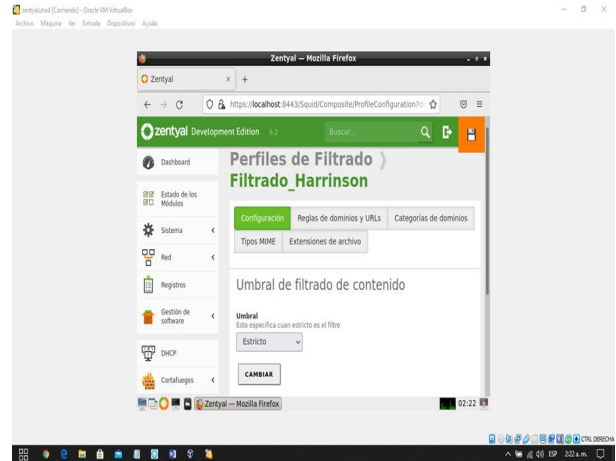 zentyalunad [Corriendo] - Oracle VM VirtualBox
Archivo Máquina Ver Entrada Dispositivos Ayuda
Zentyal — Mozilla Firefox
Zentyal
https://localhost:8443/Squid/Composite/ProfileConfiguration?di
zentyal Development Edition 6.2
Buscar...
Dashboard
Estado de los Módulos
Sistema
Red
Registros
Gestión de software
DHCP
Cortafuegos
Perfiles de Filtrado
Filtrado_Harrinson
Configuración Reglas de dominios y URLs Categorías de dominios
Tipos MIME Extensiones de archivo
Umbral de filtrado de contenido
Umbral
Esto especifica cuan estricto es el filtro
Estricto
CAMBIAR
Zentyal — Mozilla Firefox
02:22
CTRL DERECHA
ESP 2:22 a. m.